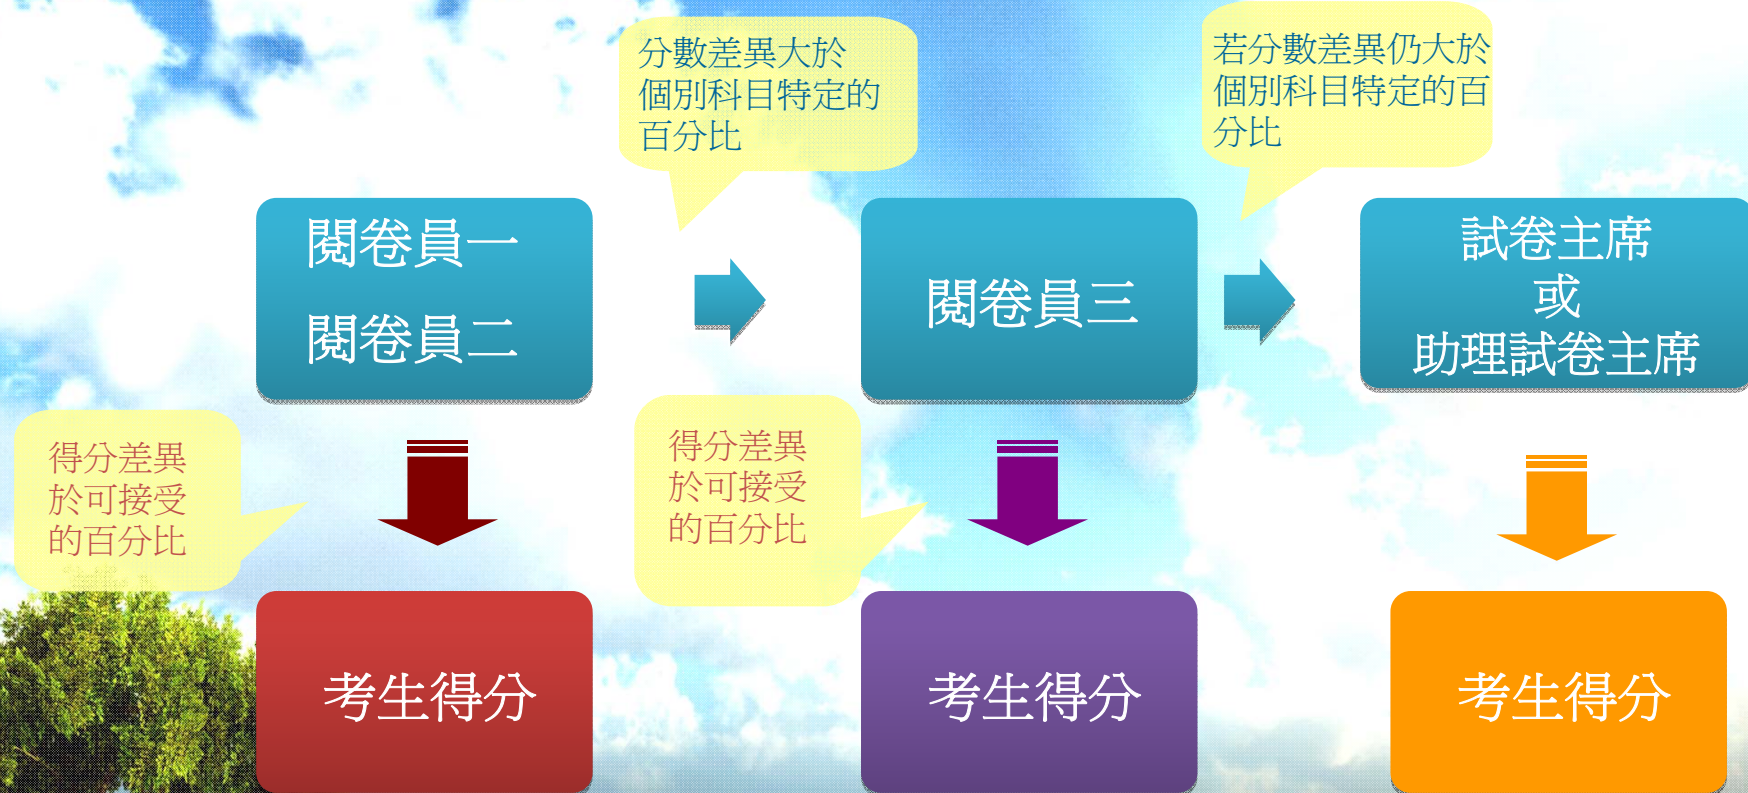 分數差異大於
個別科目特定的
百分比
若分數差異仍大於
個別科目特定的百
分比
閱卷員一
閱卷員二
閱卷員三
試卷主席
或
助理試卷主席
得分差異
於可接受
的百分比
得分差異
於可接受
的百分比
考生得分
考生得分
考生得分